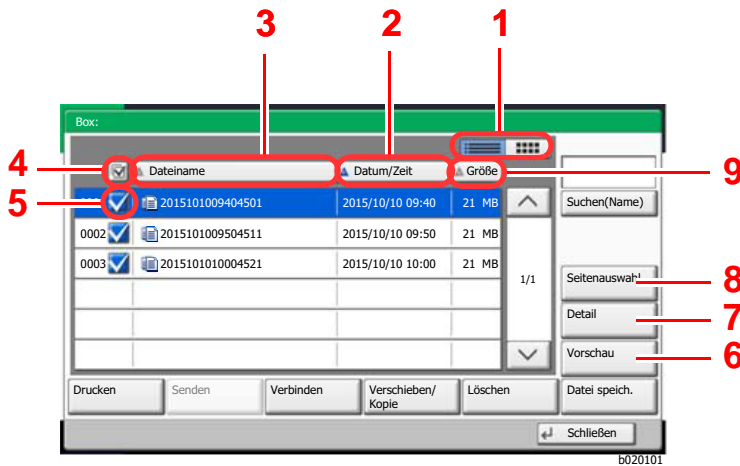 3 2 1
Box:
4 Dateiname Datum/Zeit Größe 9
5 2015101009404501 2015/10/10 09:40 21 MB Suchen(Name)
0002 2015101009504511 2015/10/10 09:50 21 MB
0003 2015101010004521 2015/10/10 10:00 21 MB
1/1 Seitenauswahl 8
Detail 7
Vorschau 6
Drucken Senden Verbinden Verschieben/ Löschen Datei speich.
Kopie
Schließen
b020101